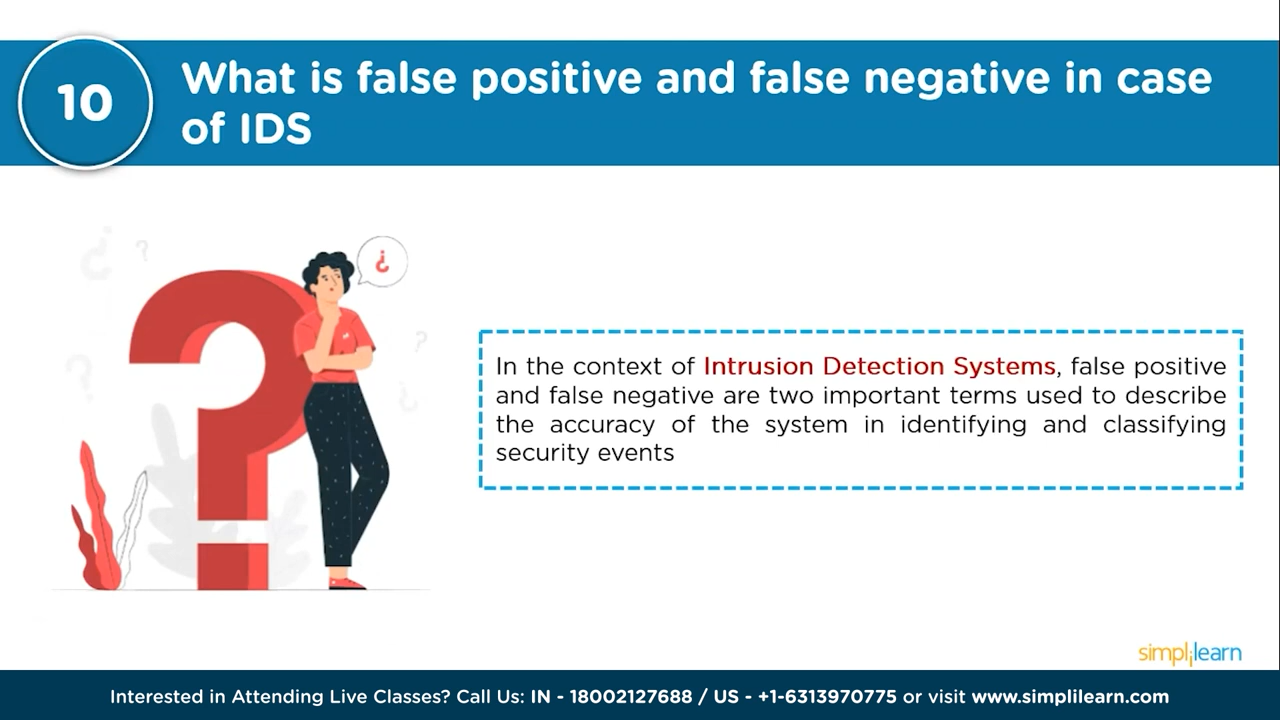 10
What is false positive and false negative in case
of IDS
¿
In the context of Intrusion Detection Systems, false positive
and false negative are two important terms used to describe
the accuracy of the system in identifying and classifying
security events
simplilearn
Interested in Attending Live Classes? Call Us: IN - 18002127688 / US - +1-6313970775 or visit www.simplilearn.com